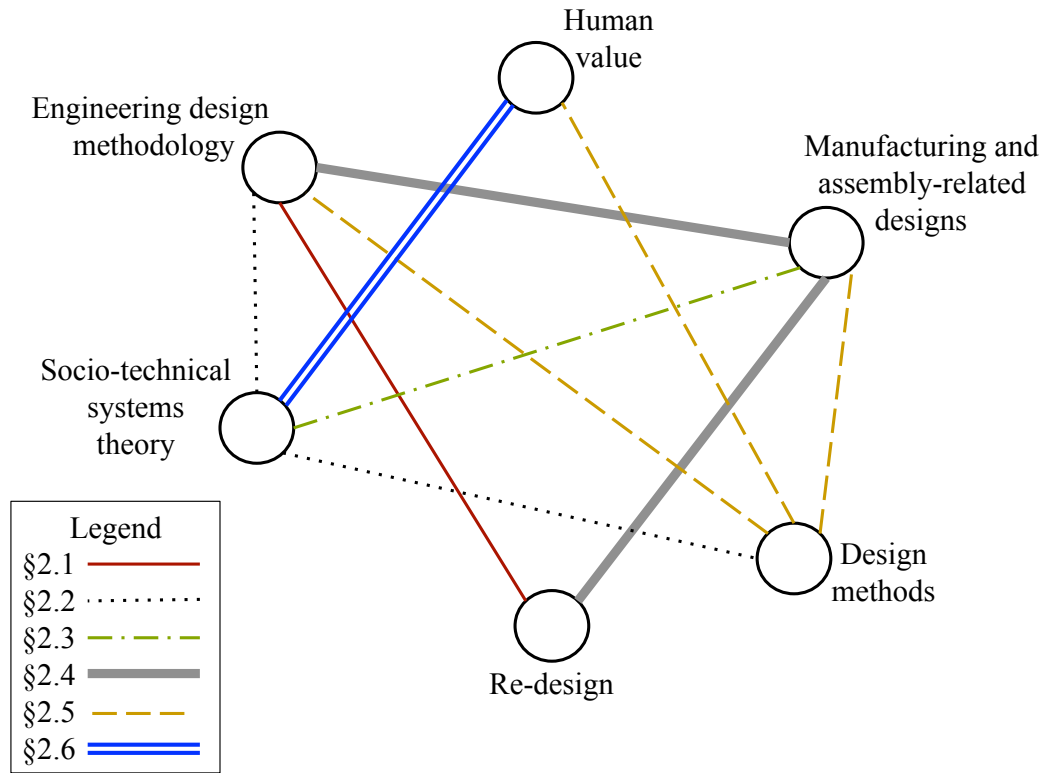 Human
value
Engineering design
methodology
Manufacturing and
assembly-related
designs
Socio-technical
systems
theory
Design
methods
Re-design
Legend
§2.1
§2.2
§2.3
§2.4
§2.5
§2.6